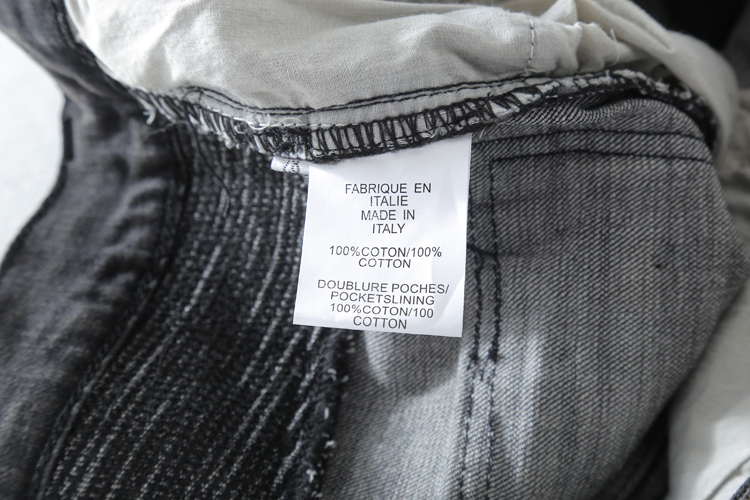 FABRIQUE EN
ITALIE
MADE IN
ITALY
100%COTON/100%
COTTON
DOUBLURE POCHES/
POCKETSLINING
100%COTON/100
COTTON